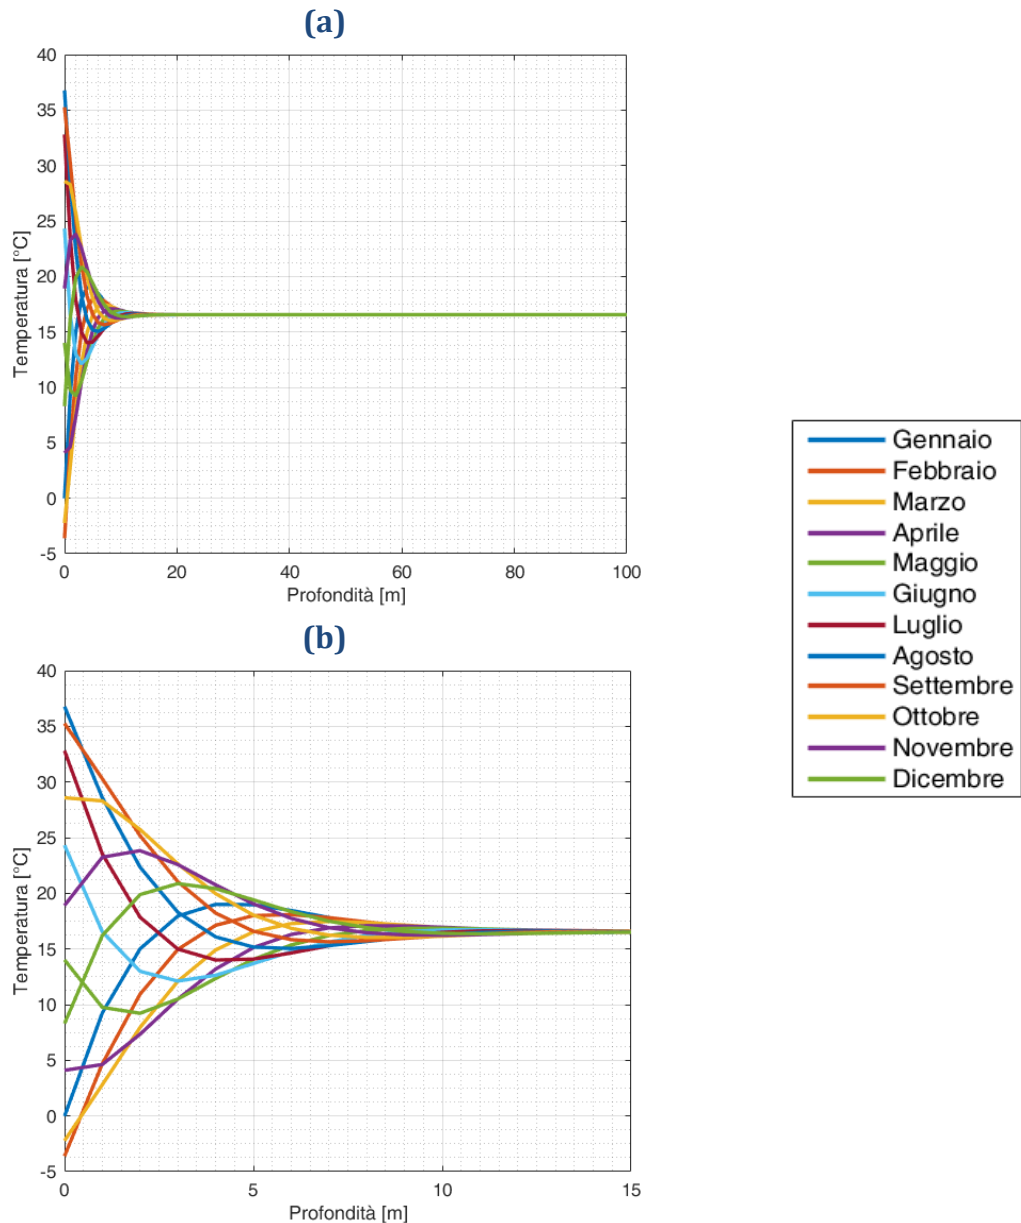 (a)
40
35
30
25
20
15
10
5
0
-5
Temperatura [°C]
0 20 40 60 80 100
Profondità [m]
(b)
40
35
30
25
20
15
10
5
0
-5
Temperatura [°C]
0 5 10 15
Profondità [m]
Gennaio
Febbraio
Marzo
Aprile
Maggio
Giugno
Luglio
Agosto
Settembre
Ottobre
Novembre
Dicembre